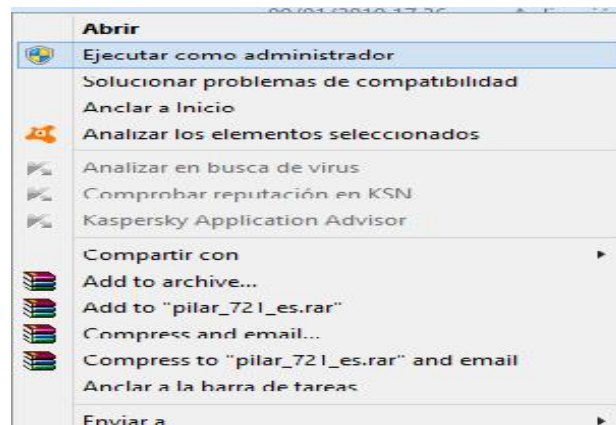 Abrir
Ejecutar como administrador
Solucionar problemas de compatibilidad
Anclar a Inicio
Analizar los elementos seleccionados
Analizar en busca de virus
Comprobar reputación en KSN
Kaspersky Application Advisor
Compartir con
Add to archive...
Add to "pilar_721_es.rar"
Compress and email...
Compress to "pilar_721_es.rar" and email
Anclar a la barra de tareas
Enviar a